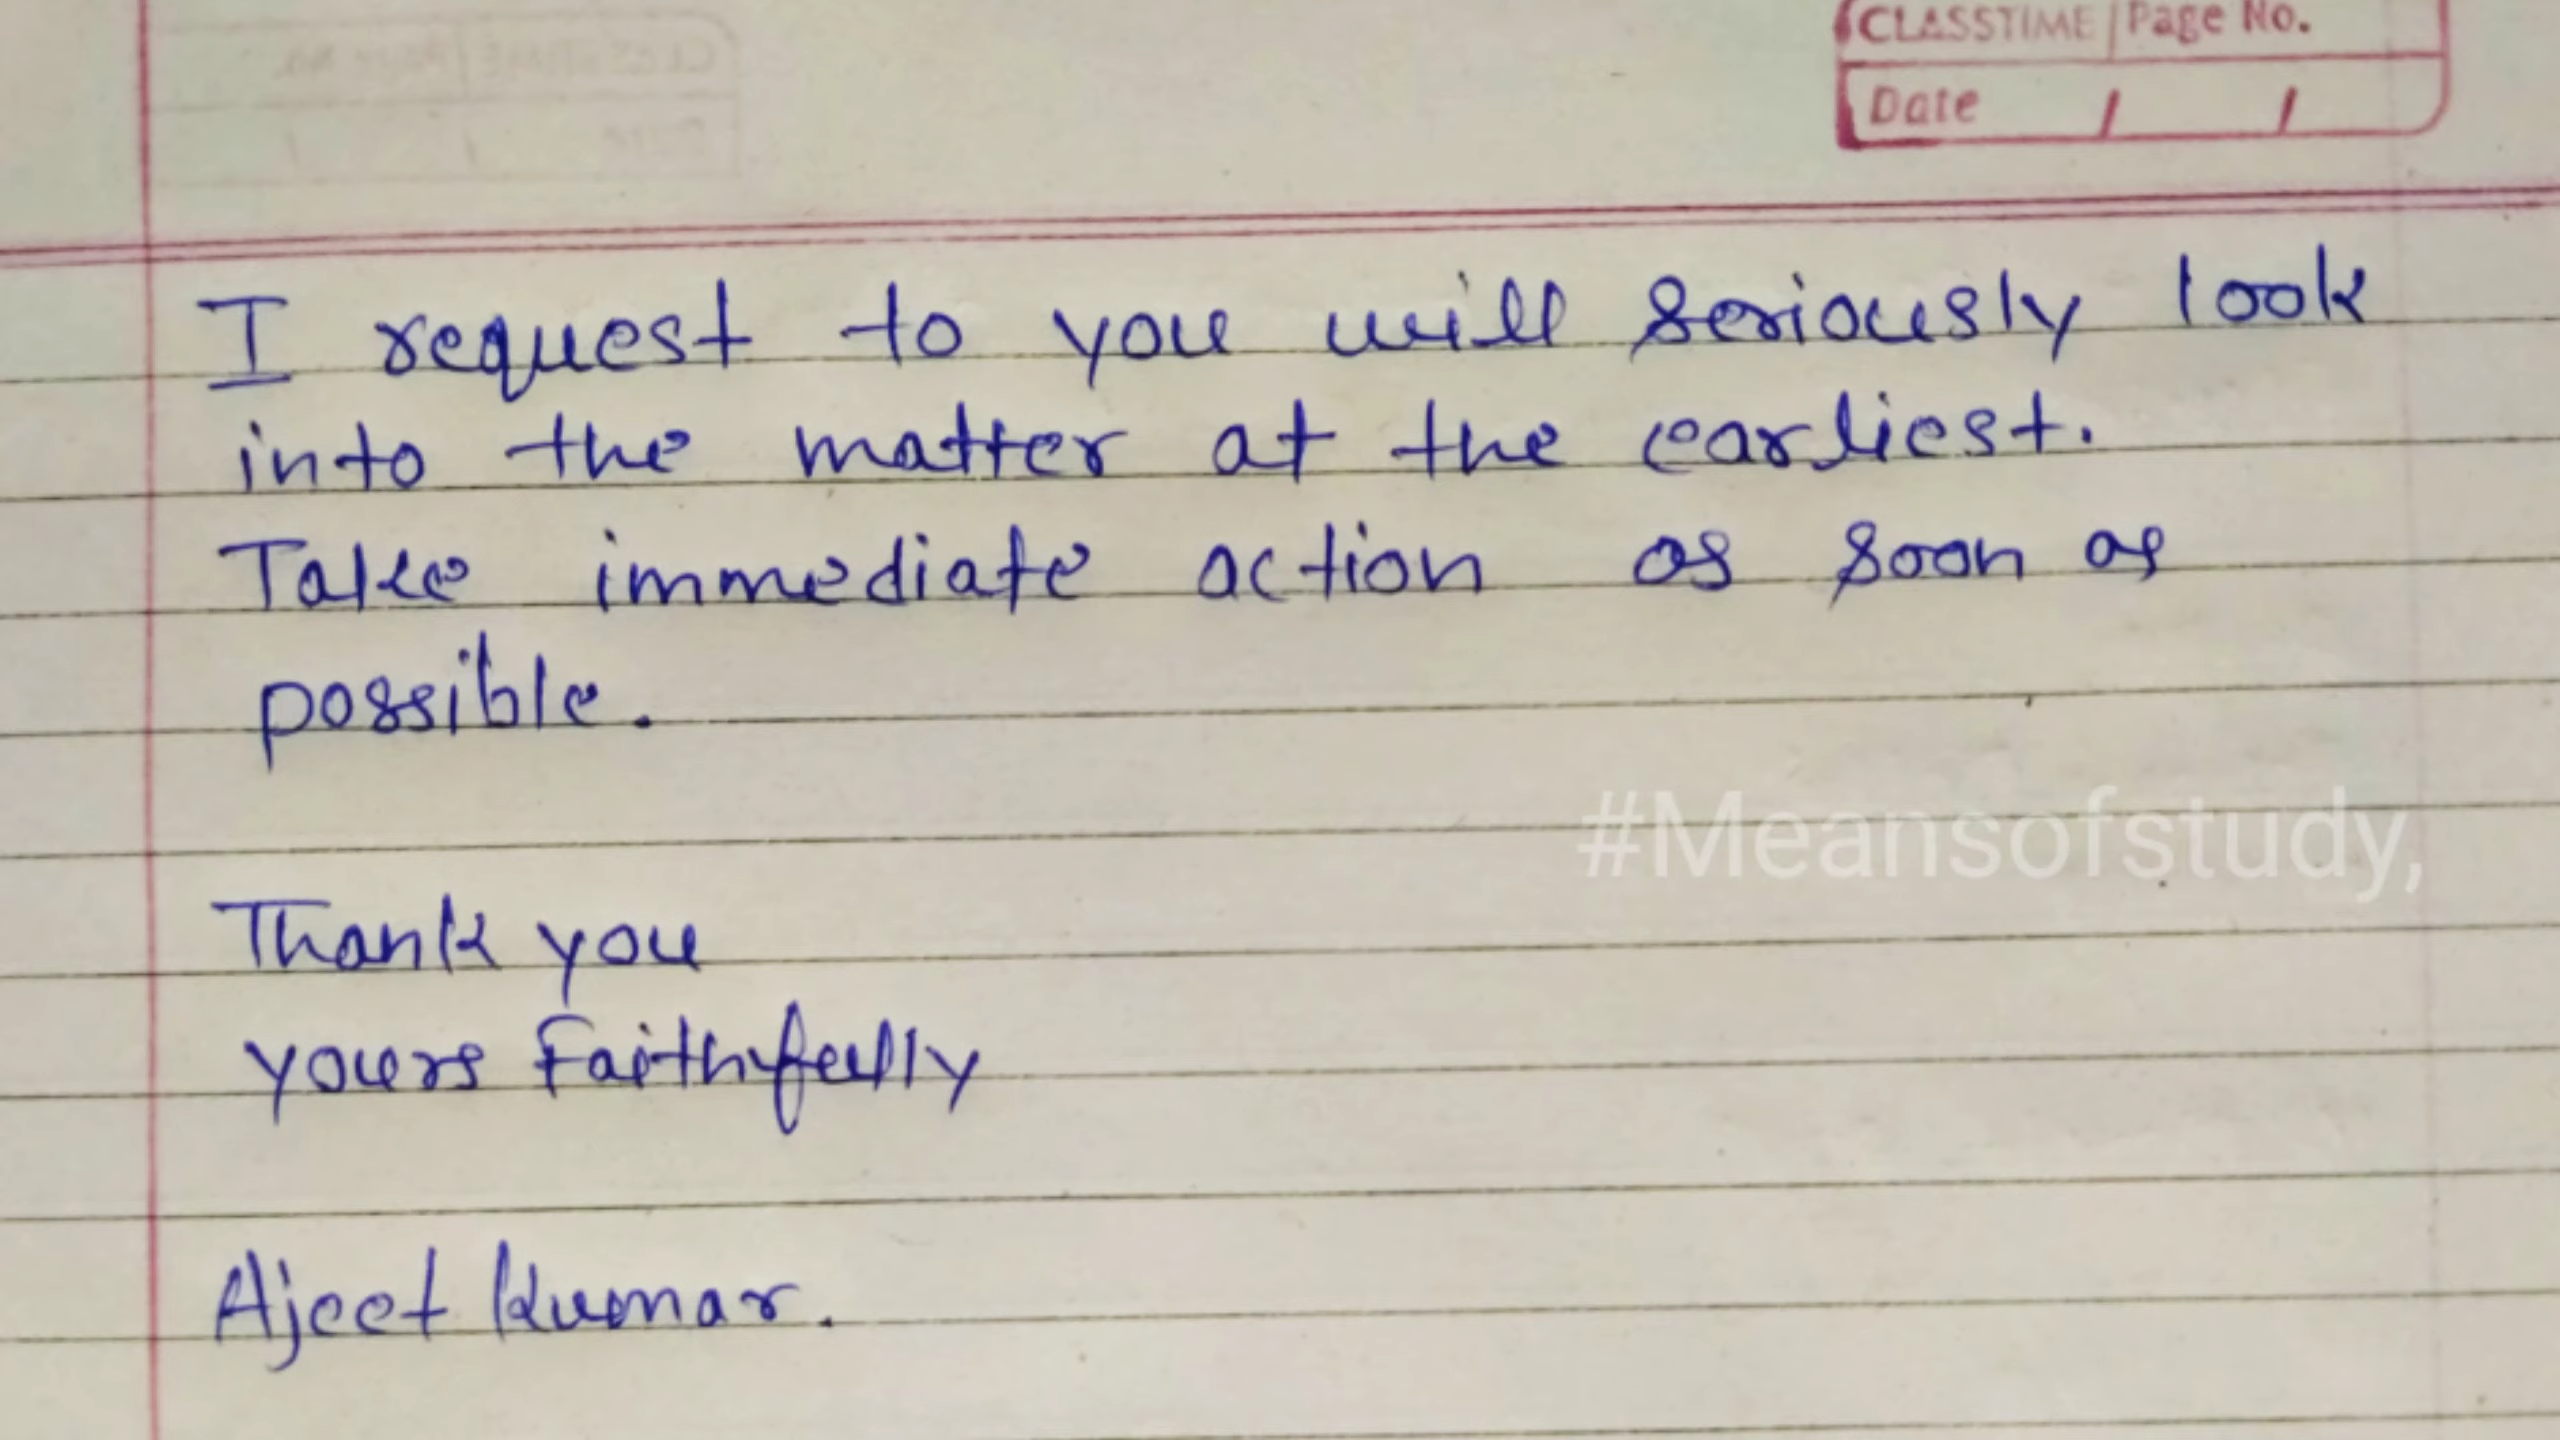 CLASSTIME Page No.
Date / /
I request to you will seriously look
into the matter at the earliest.
Take immediate action as soon as
possible.
#Meansofstudy,
Thank you
yours Faithfully
Ajeet Kumar.